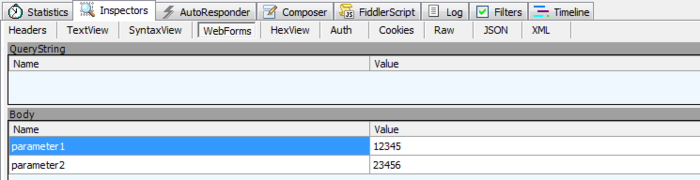 Statistics Inspectors AutoResponder Composer FiddlerScript Log Filters Timeline
Headers TextView SyntaxView WebForms HexView Auth Cookies Raw JSON XML
QueryString
Name Value
Body
Name Value
parameter1 12345
parameter2 23456